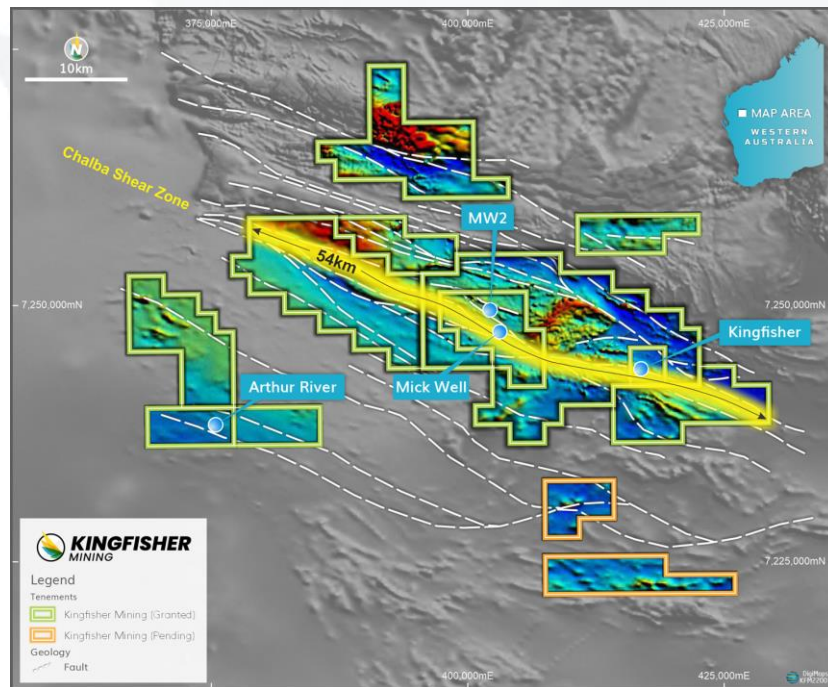 375,000mE
400,000mE
425,000mE
N
10km
MAP AREA
WESTERN
AUSTRALIA
Chalba Shear Zone
MW2
54km
7,250,000mN
7,250,000mN
Kingfisher
Mick Well
Arthur River
KINGFISHER
MINING
Legend
Tenements
Kingfisher Mining (Granted)
Kingfisher Mining (Pending)
Geology
Fault
7,225,000mN
400,000mE
425,000mE
DigiMaps